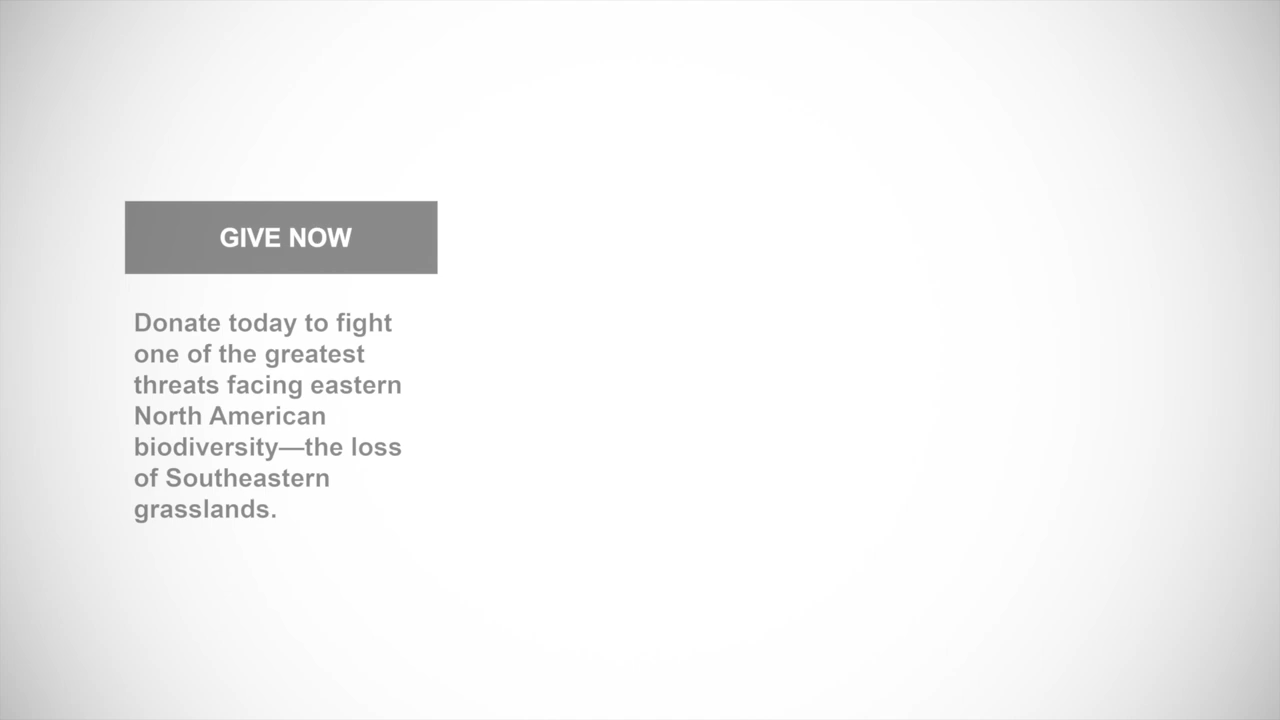 GIVE NOW
Donate today to fight
one of the greatest
threats facing eastern
North American
biodiversity—the loss
of Southeastern
grasslands.